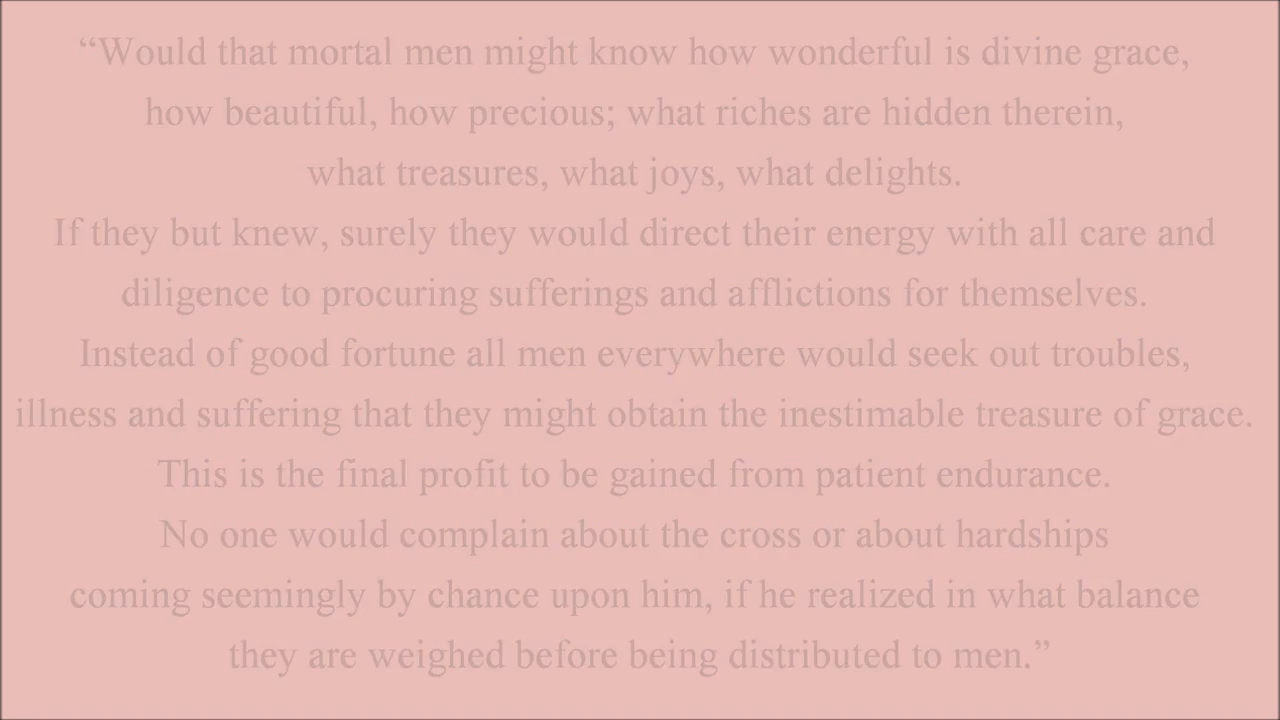 “Would that mortal men might know how wonderful is divine grace,
how beautiful, how precious; what riches are hidden therein,
what treasures, what joys, what delights.
If they but knew, surely they would direct their energy with all care and
diligence to procuring sufferings and afflictions for themselves.
Instead of good fortune all men everywhere would seek out troubles,
illness and suffering that they might obtain the inestimable treasure of grace.
This is the final profit to be gained from patient endurance.
No one would complain about the cross or about hardships
coming seemingly by chance upon him, if he realized in what balance
they are weighed before being distributed to men.”